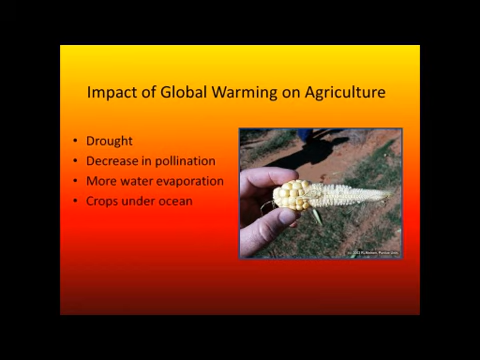 Impact of Global Warming on Agriculture
• Drought
• Decrease in pollination
• More water evaporation
• Crops under ocean